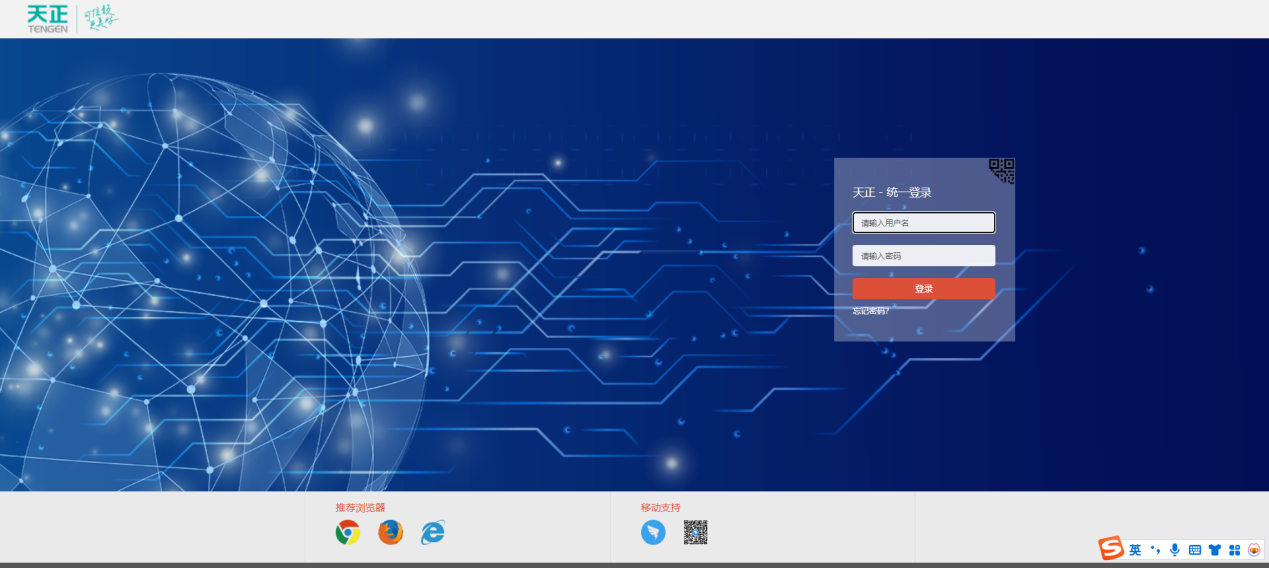 天正
TENGEN
可信赖
更美好
天正 - 统一登录
请输入用户名
请输入密码
登录
忘记密码?
推荐浏览器
移动支持
英